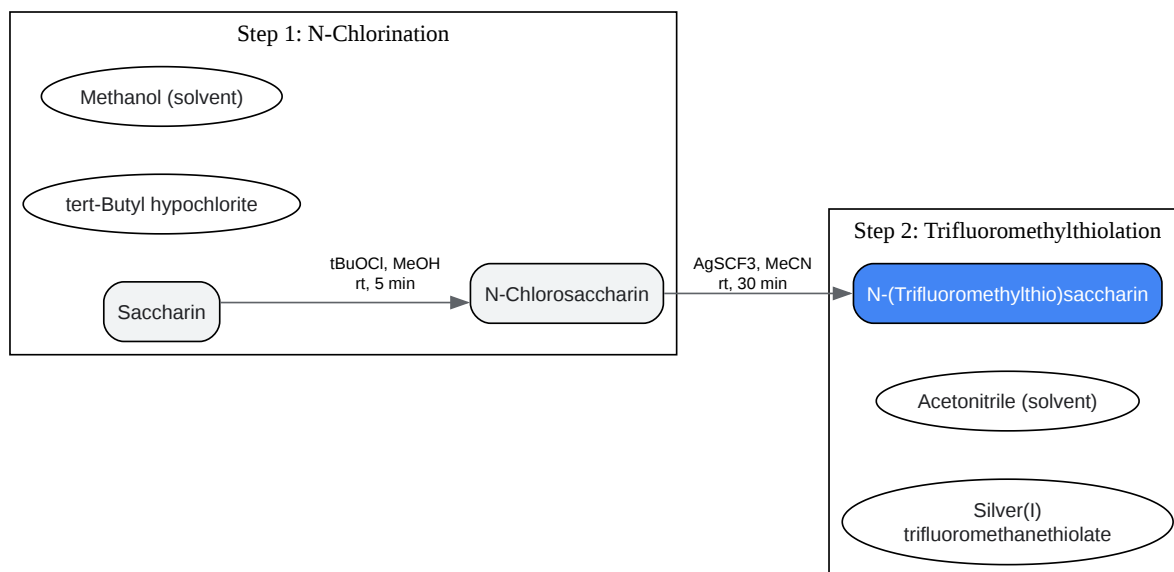 Step 1: N-Chlorination
Methanol (solvent)
tert-Butyl hypochlorite
Saccharin
tBuOCl, MeOH
rt, 5 min
N-Chlorosaccharin
AgSCF3, MeCN
rt, 30 min
Step 2: Trifluoromethylthiolation
N-(Trifluoromethylthio)saccharin
Acetonitrile (solvent)
Silver(I)
trifluoromethanethiolate